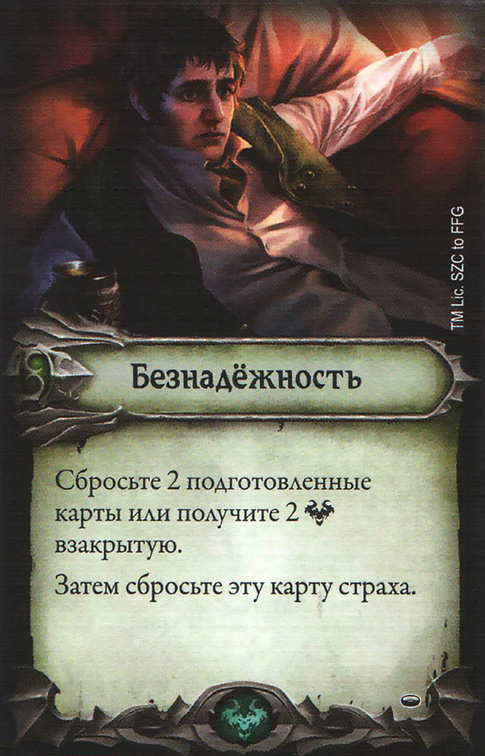 TM Lic. SZC to FFG
Безнадёжность
Сбросьте 2 подготовленные
карты или получите 2
взакрытую.
Затем сбросьте эту карту страха.